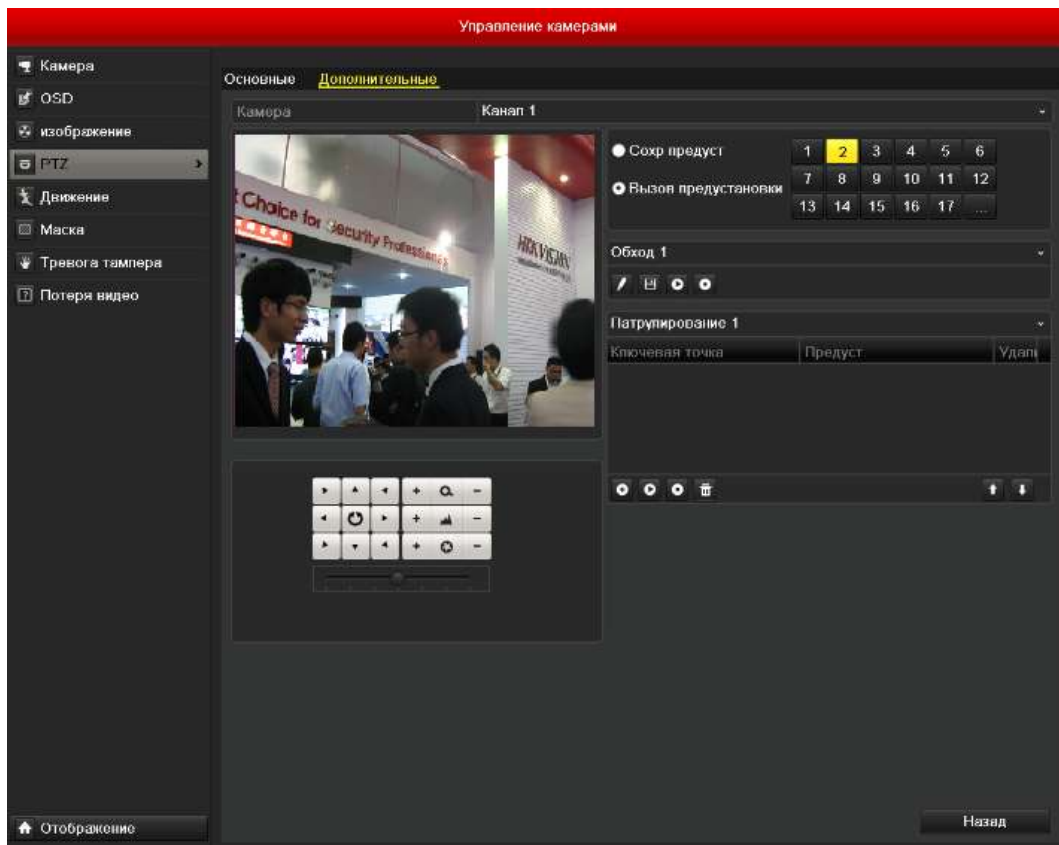 Управление камерами
Камера
OSD
изображение
PTZ
Движение
Маска
Тревога тампера
Потеря видео
Отображение
Основные Дополнительные
Камера Канал 1
t Choice for Security Professionals
HIKVISION
Сохр предуст
Вызов предустановки
1 2 3 4 5 6
7 8 9 10 11 12
13 14 15 16 17 ...
Обход 1
Патрулирование 1
Ключевая точка Предуст Удали
Назад